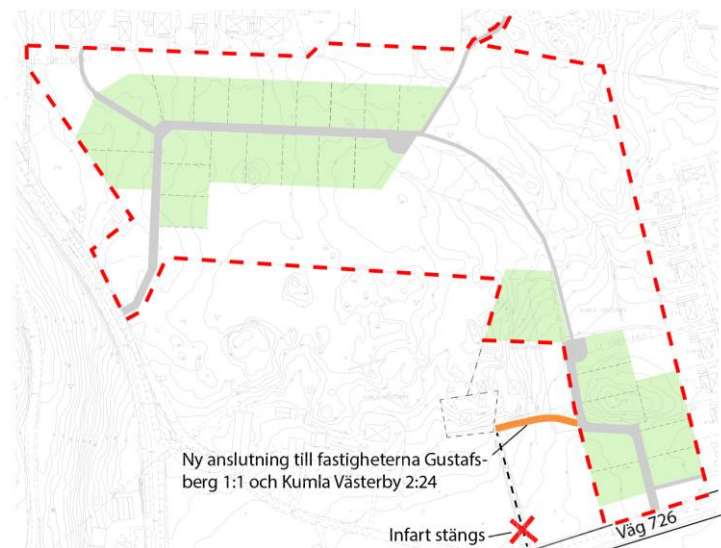 Ny anslutning till fastigheterna Gustafs-
berg 1:1 och Kumla Västerby 2:24
Infart stängs
Väg 726